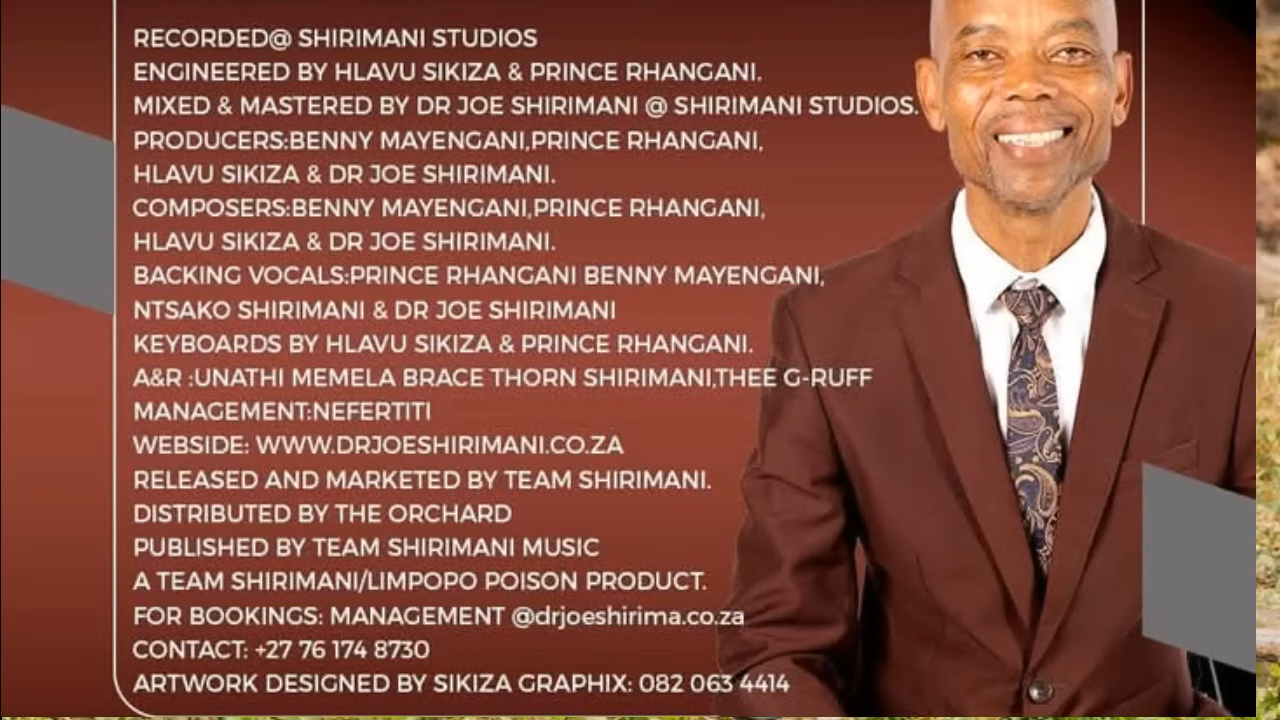 RECORDED@ SHIRIMANI STUDIOS
ENGINEERED BY HLAVU SIKIZA & PRINCE RHANGANI.
MIXED & MASTERED BY DR JOE SHIRIMANI @ SHIRIMANI STUDIOS.
PRODUCERS:BENNY MAYENGANI,PRINCE RHANGANI,
HLAVU SIKIZA & DR JOE SHIRIMANI.
COMPOSERS:BENNY MAYENGANI,PRINCE RHANGANI,
HLAVU SIKIZA & DR JOE SHIRIMANI.
BACKING VOCALS:PRINCE RHANGANI BENNY MAYENGANI,
NTSAKO SHIRIMANI & DR JOE SHIRIMANI
KEYBOARDS BY HLAVU SIKIZA & PRINCE RHANGANI.
A&R :UNATHI MEMELA BRACE THORN SHIRIMANI,THEE G-RUFF
MANAGEMENT:NEFERTITI
WEBSIDE: WWW.DRJOESHIRIMANI.CO.ZA
RELEASED AND MARKETED BY TEAM SHIRIMANI.
DISTRIBUTED BY THE ORCHARD
PUBLISHED BY TEAM SHIRIMANI MUSIC
A TEAM SHIRIMANI/LIMPOPO POISON PRODUCT.
FOR BOOKINGS: MANAGEMENT @drjoeshirima.co.za
CONTACT: +27 76 174 8730
ARTWORK DESIGNED BY SIKIZA GRAPHIX: 082 063 4414